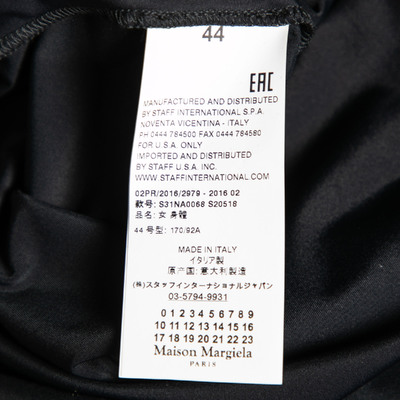 44
EAC
MANUFACTURED AND DISTRIBUTED
BY STAFF INTERNATIONAL S.P.A.
NOVENTA VICENTINA - ITALY
PH 0444 784500 FAX 0444 784580
FOR U.S.A. ONLY
IMPORTED AND DISTRIBUTED
BY STAFF U.S.A. INC.
WWW.STAFFINTERNATIONAL.COM
02PR/2016/2979 - 2016 02
款号: S31NA0068 S20518
品名: 女 身體
44 号型: 170/92A
MADE IN ITALY
イタリア製
原产国: 意大利製造
(株)スタッフインターナショナルジャパン
03-5794-9931
0 1 2 3 4 5 6 7 8 9
10 11 12 13 14 15 16
17 18 19 20 21 22 23
Maison Margiela
PARIS